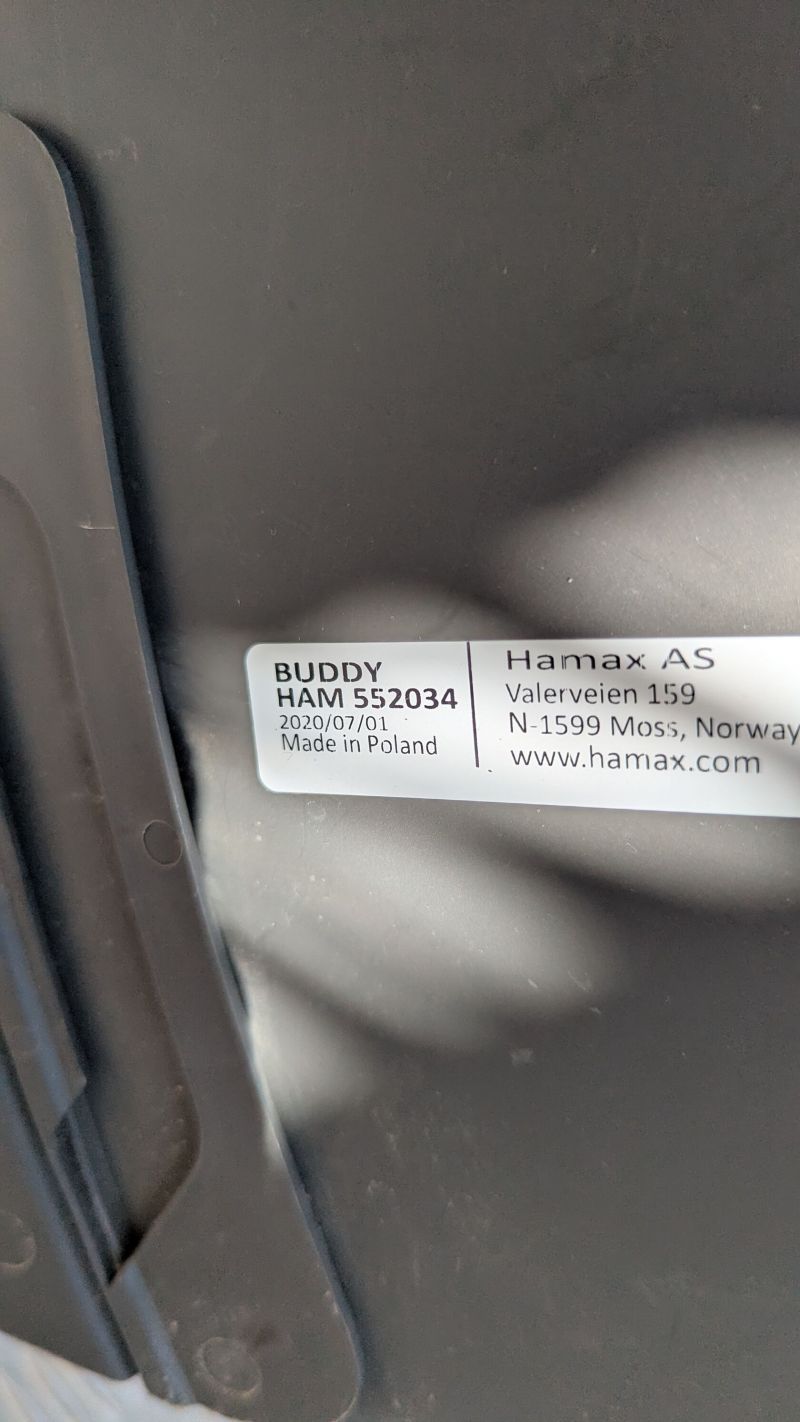 BUDDY
HAM 552034
2020/07/01
Made in Poland
Hamax AS
Valerveien 159
N-1599 Moss, Norway
www.hamax.com